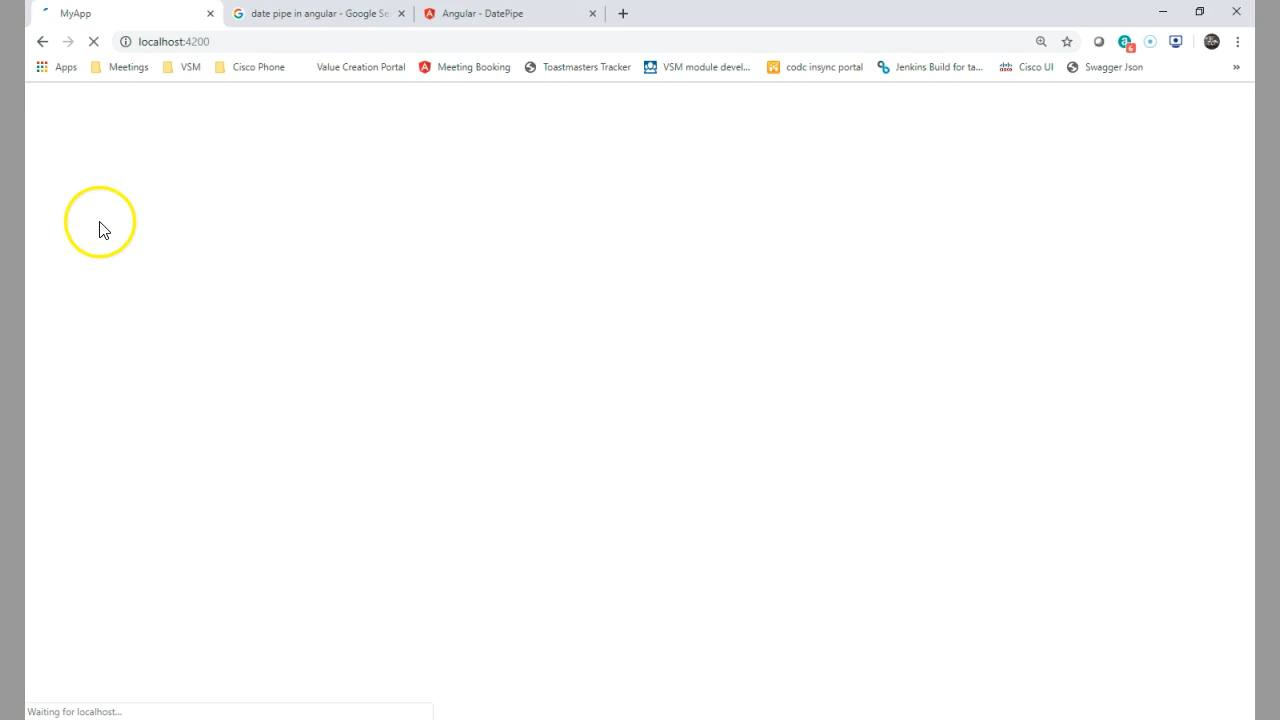 MyApp
date pipe in angular - Google Se
Angular - DatePipe
localhost:4200
6
Apps
Meetings
VSM
Cisco Phone
Value Creation Portal
Meeting Booking
Toastmasters Tracker
VSM module devel...
codc insync portal
Jenkins Build for ta...
Cisco UI
Swagger Json
»
Waiting for localhost...